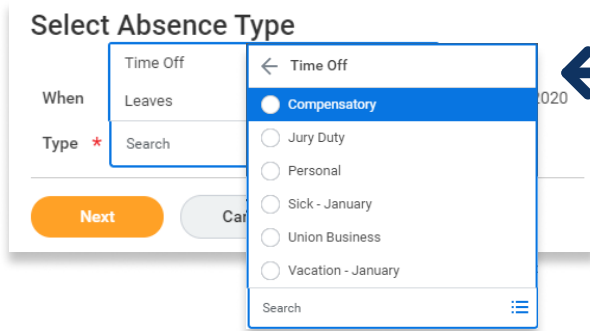 Select Absence Type
Time Off
Leaves
When
2020
Type *
Search
Next
Time Off
Compensatory
Jury Duty
Personal
Sick - January
Union Business
Vacation - January
Search